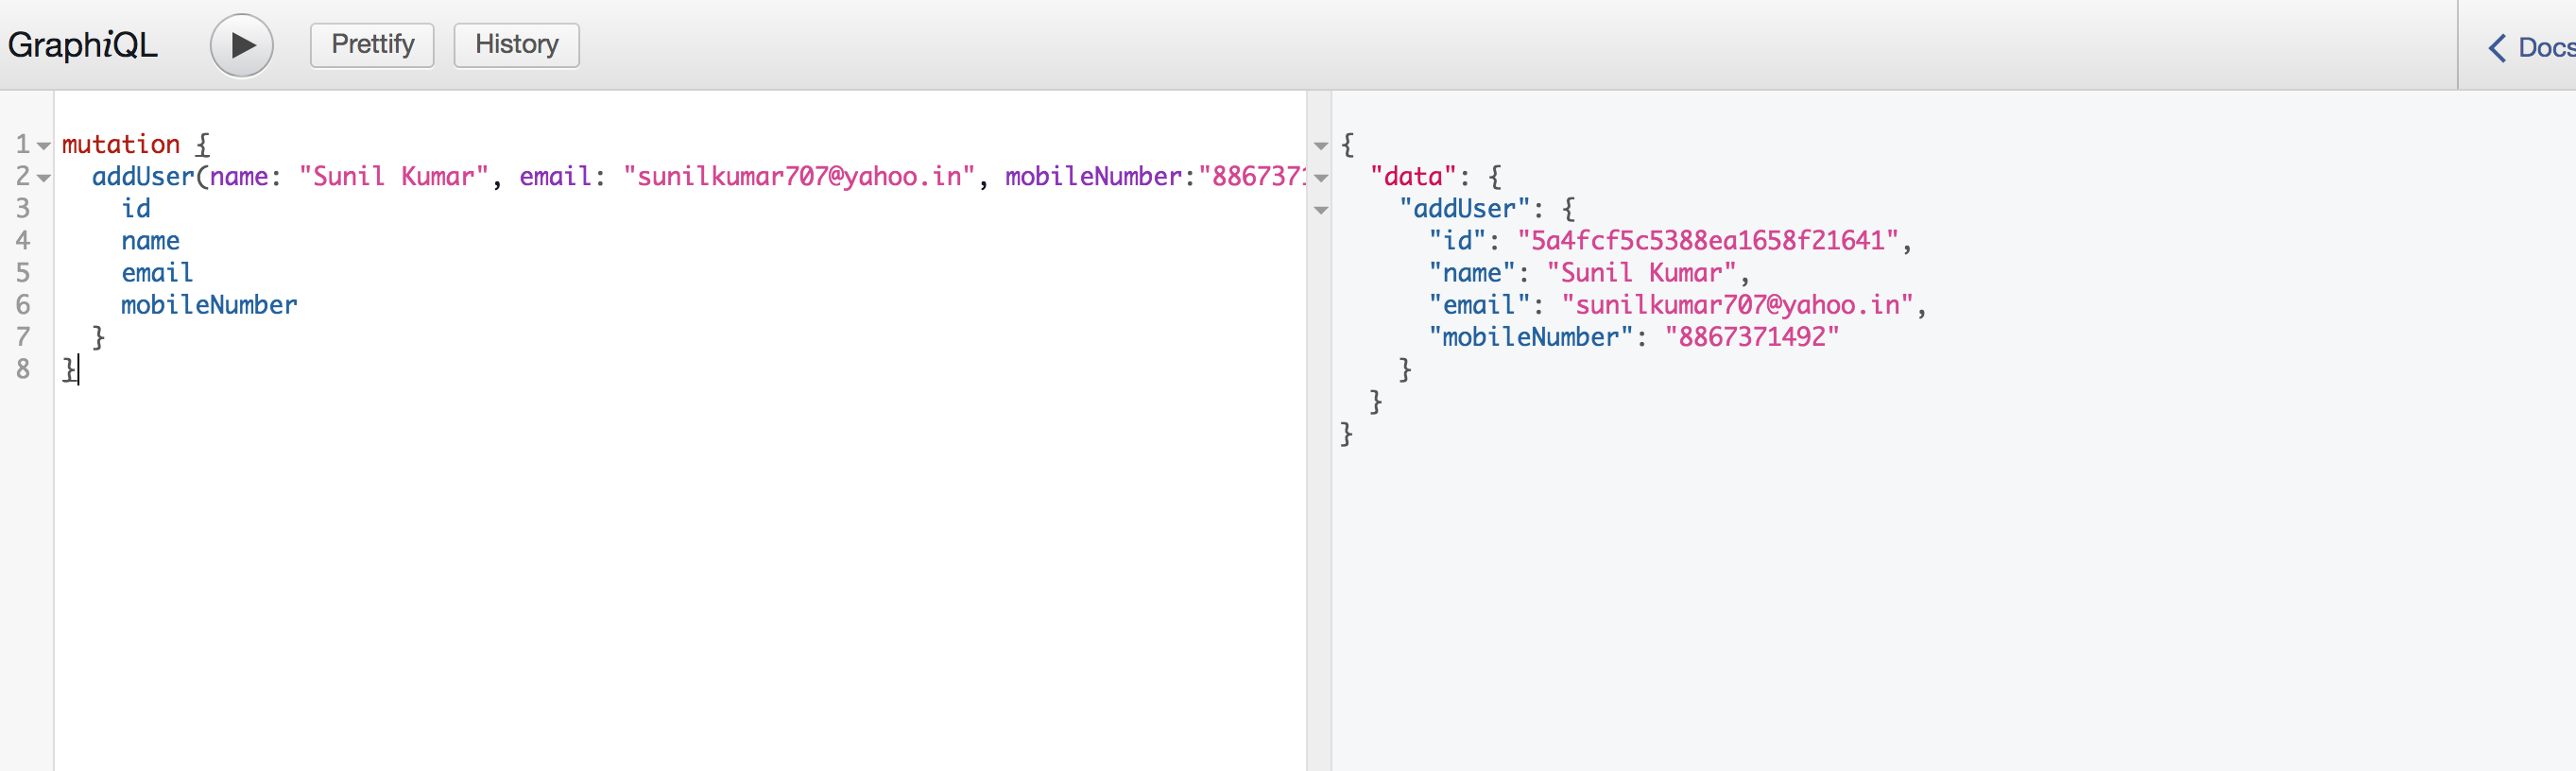 GraphiQL Prettify History Docs
1 mutation {
2 addUser(name: "Sunil Kumar", email: "sunilkumar707@yahoo.in", mobileNumber:"8867371
3 id
4 name
5 email
6 mobileNumber
7 }
8 }
{
"data": {
"addUser": {
"id": "5a4fcf5c5388ea1658f21641",
"name": "Sunil Kumar",
"email": "sunilkumar707@yahoo.in",
"mobileNumber": "8867371492"
}
}
}